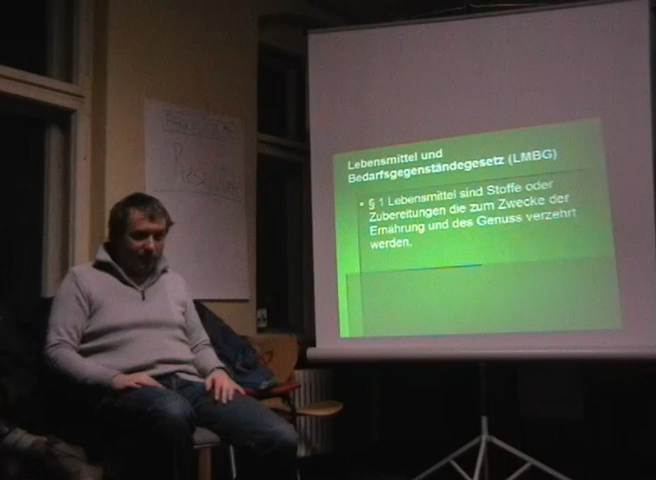 Lebensmittel und
Bedarfsgegenständegesetz (LMBG)
• § 1 Lebensmittel sind Stoffe oder
Zubereitungen die zum Zwecke der
Ernährung und des Genuss verzehrt
werden.